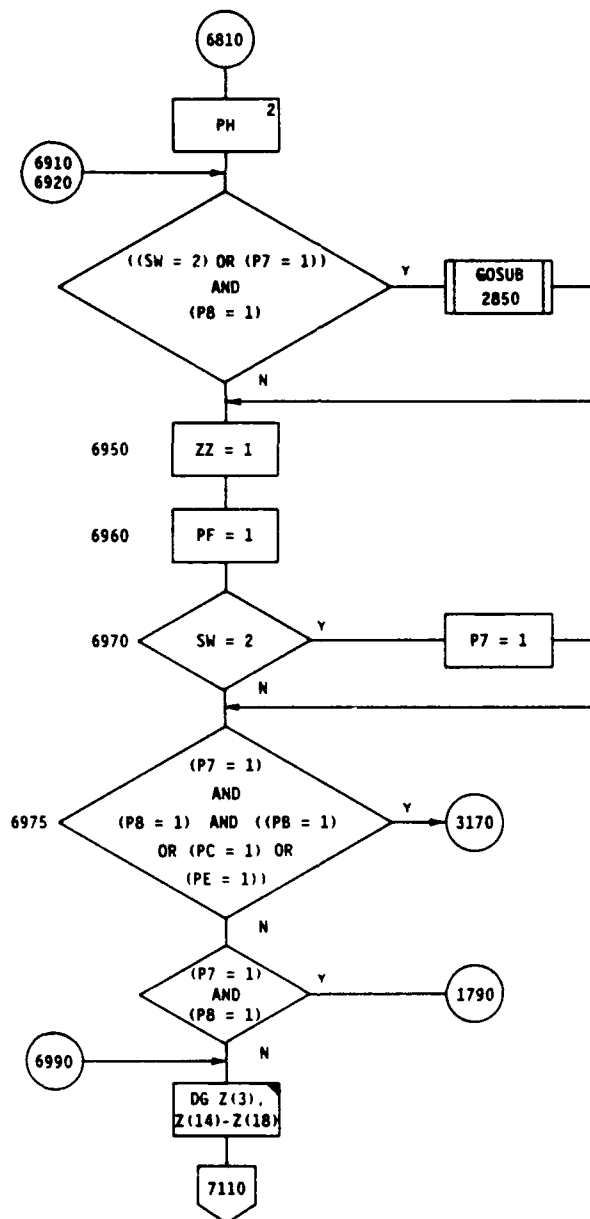 6810
2
PH
6910
6920
((SW = 2) OR (P7 = 1))
AND
(P8 = 1)
Y
GOSUB
2850
N
6950
ZZ = 1
6960
PF = 1
6970
SW = 2
Y
P7 = 1
N
6975
(P7 = 1)
AND
(P8 = 1) AND ((PB = 1)
OR (PC = 1) OR
(PE = 1))
Y
3170
N
(P7 = 1)
AND
(P8 = 1)
Y
1790
N
6990
DG Z(3),
Z(14)-Z(18)
7110